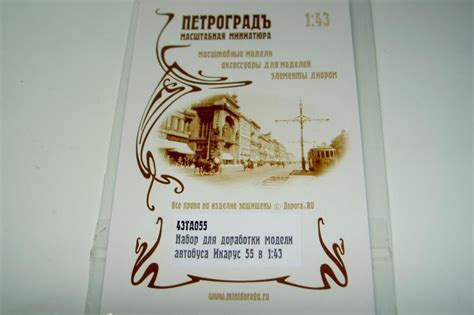 ПЕТРОГРАДЪ
МАСШТАБНАЯ МИНИАТЮРА
1:43
масштабные модели
аксессуары для моделей
элементы диорам
Все права на изделие защищены © Дорога.RU
43YA055
Набор для доработки модели
автобуса Икарус 55 в 1:43
www.minidoroga.ru